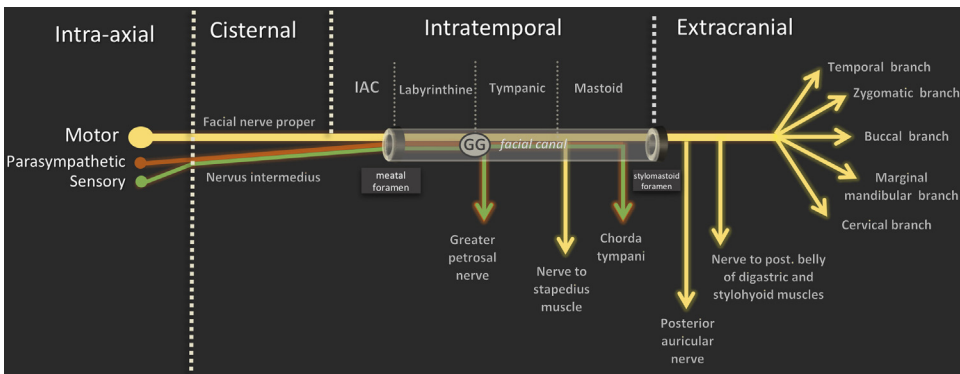 Intra-axial
Cisternal
Intratemporal
Extracranial
IAC
Labyrinthine
Tympanic
Mastoid
Temporal branch
Zygomatic branch
Buccal branch
Marginal
mandibular branch
Cervical branch
Motor
Parasympathetic
Sensory
Facial nerve proper
Nervus intermedius
GG
facial canal
meatal
foramen
stylomastoid
foramen
Greater
petrosal
nerve
Nerve to
stapedius
muscle
Chorda
tympani
Nerve to post. belly
of digastric and
stylohyoid muscles
Posterior
auricular
nerve